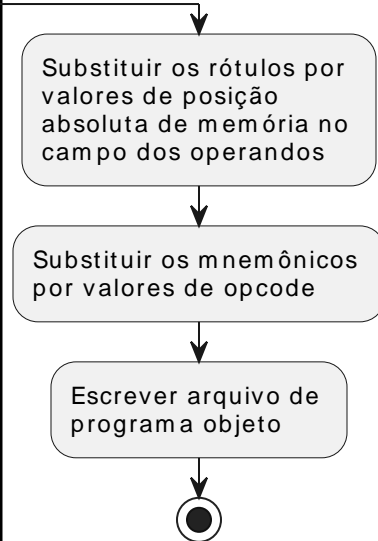 Substituir os rótulos por
valores de posição
absoluta de memória no
campo dos operandos
Substituir os mnemônicos
por valores de opcode
Escrever arquivo de
programa objeto